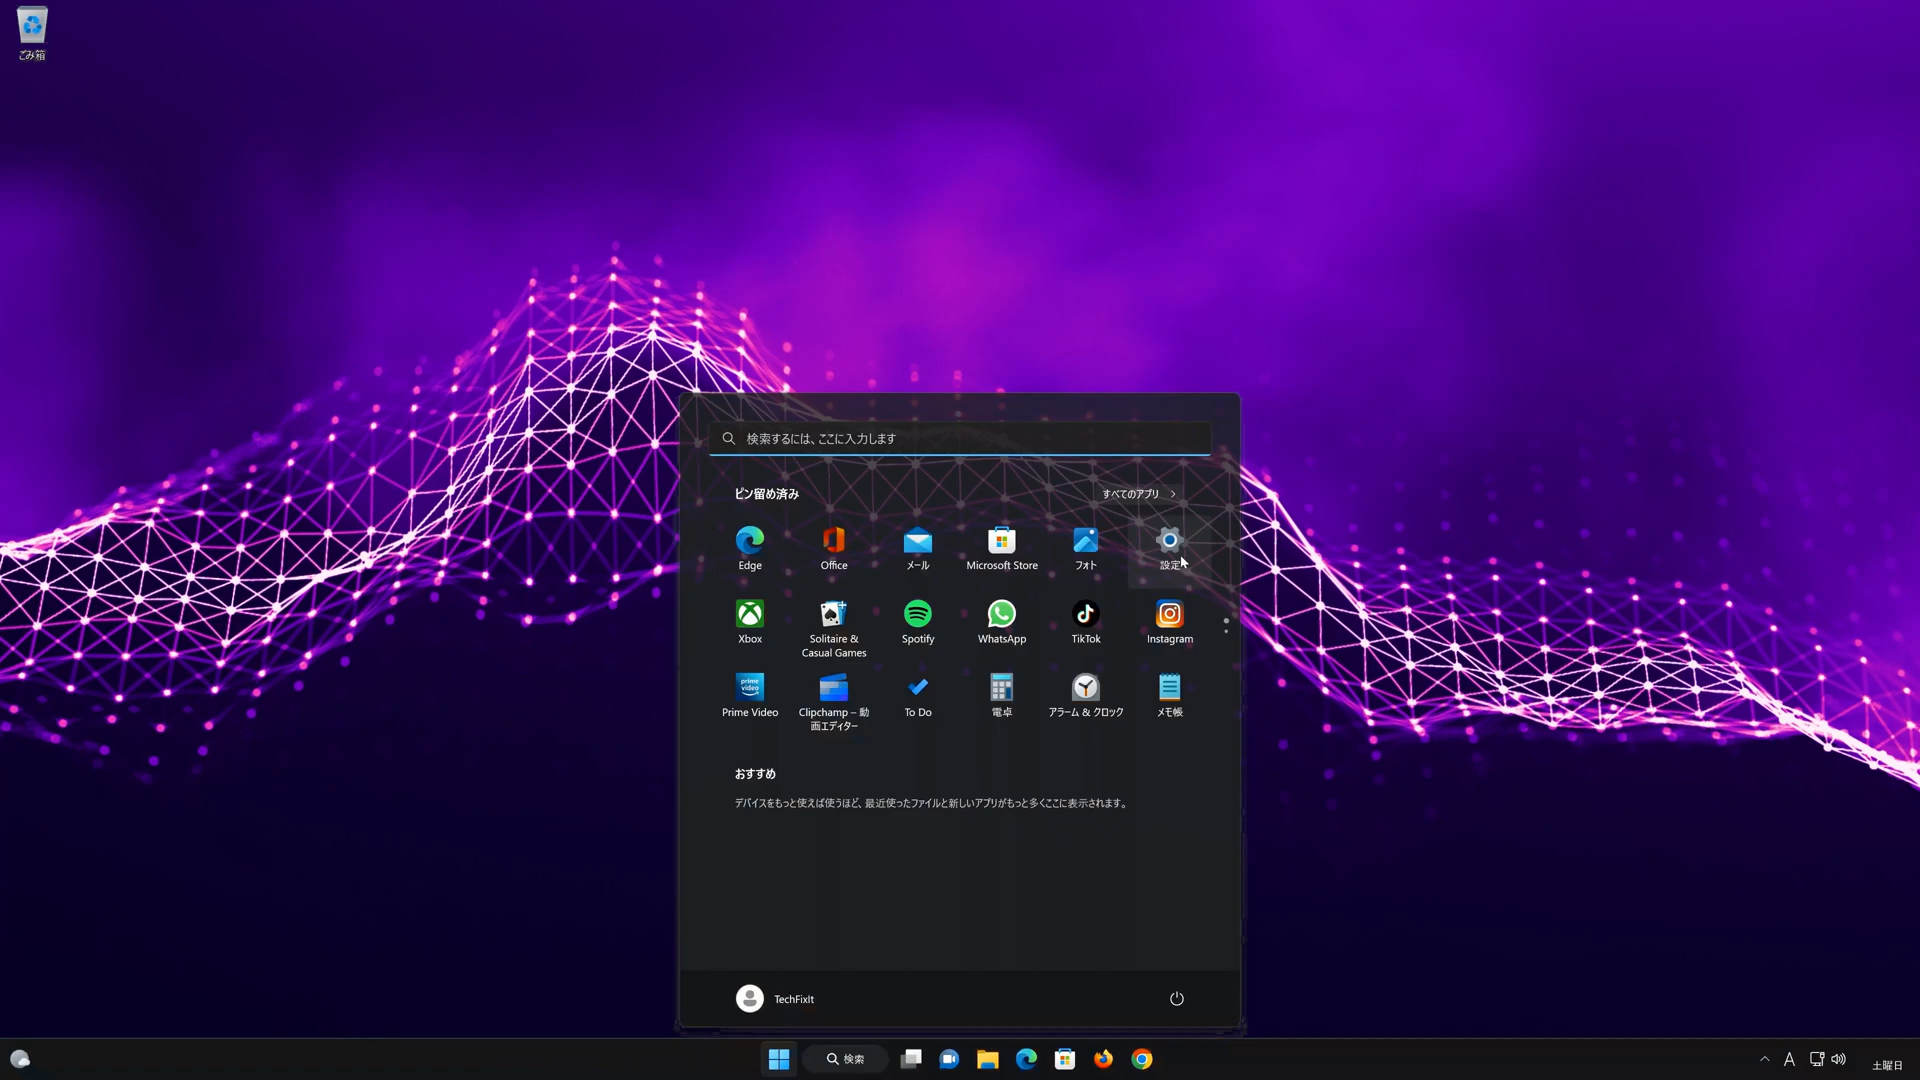 ごみ箱
検索するには、ここに入力します
ピン留め済み
すべてのアプリ
Edge
Office
メール
Microsoft Store
フォト
設定
Xbox
Solitaire &
Casual Games
Spotify
WhatsApp
TikTok
Instagram
prime video
Prime Video
Clipchamp – 動
画エディター
To Do
電卓
アラーム & クロック
メモ帳
おすすめ
デバイスをもっと使えば使うほど、最近使ったファイルと新しいアプリがもっと多くここに表示されます。
TechFixIt
検索
A
土曜日